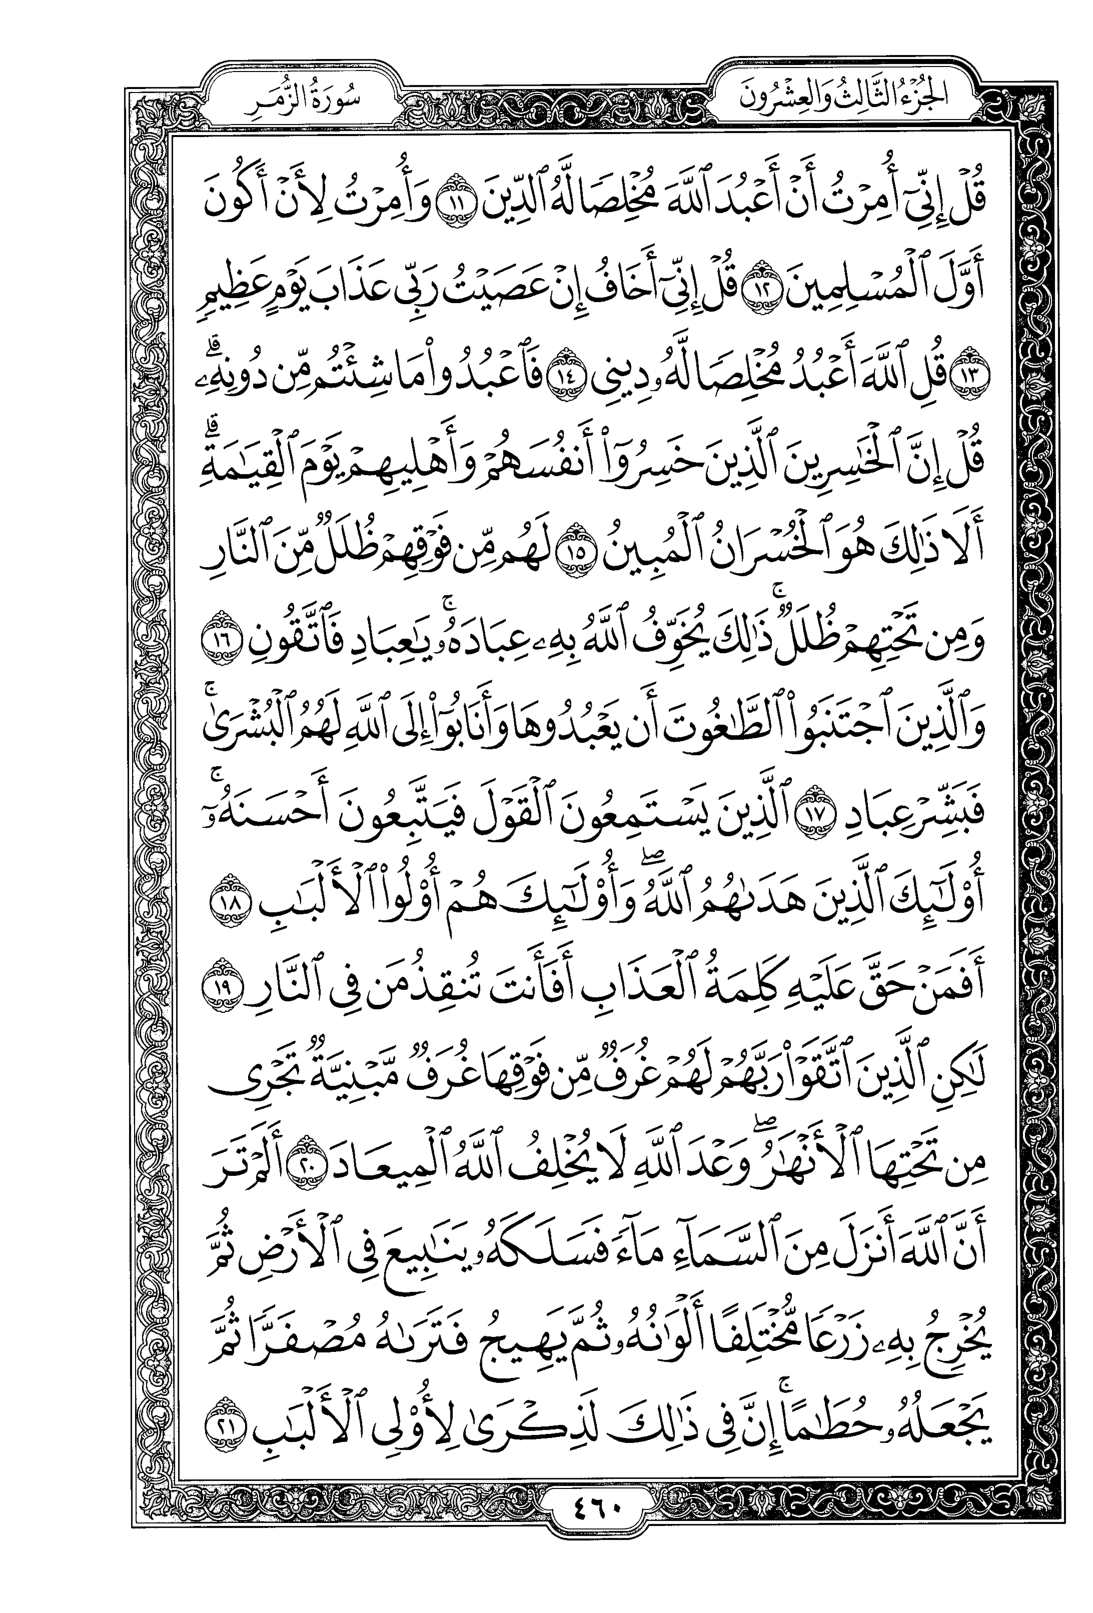 الجُزْءُ الثَّالِثُ وَالعِشْرُونَ
سُورَةُ الزُّمَرِ
قُلْ إِنِّيٓ أُمِرْتُ أَنْ أَعْبُدَ ٱللَّهَ مُخْلِصًا لَّهُ ٱلدِّينَ ١١ وَأُمِرْتُ لِأَنْ أَكُونَ
أَوَّلَ ٱلْمُسْلِمِينَ ١٢ قُلْ إِنِّيٓ أَخَافُ إِنْ عَصَيْتُ رَبِّي عَذَابَ يَوْمٍ عَظِيمٍ
١٣ قُلِ ٱللَّهَ أَعْبُدُ مُخْلِصًا لَّهُۥ دِينِي ١٤ فَٱعْبُدُوا۟ مَا شِئْتُم مِّن دُونِهِۦۗ
قُلْ إِنَّ ٱلْخَٰسِرِينَ ٱلَّذِينَ خَسِرُوٓا۟ أَنفُسَهُمْ وَأَهْلِيهِمْ يَوْمَ ٱلْقِيَٰمَةِۗ
أَلَا ذَٰلِكَ هُوَ ٱلْخُسْرَانُ ٱلْمُبِينُ ١٥ لَهُم مِّن فَوْقِهِمْ ظُلَلٌ مِّنَ ٱلنَّارِ
وَمِن تَحْتِهِمْ ظُلَلٌۚ ذَٰلِكَ يُخَوِّفُ ٱللَّهُ بِهِۦ عِبَادَهُۥۚ يَٰعِبَادِ فَٱتَّقُونِ ١٦
وَٱلَّذِينَ ٱجْتَنَبُوا۟ ٱلطَّٰغُوتَ أَن يَعْبُدُوهَا وَأَنَابُوٓا۟ إِلَى ٱللَّهِ لَهُمُ ٱلْبُشْرَىٰۚ
فَبَشِّرْ عِبَادِ ١٧ ٱلَّذِينَ يَسْتَمِعُونَ ٱلْقَوْلَ فَيَتَّبِعُونَ أَحْسَنَهُۥٓۚ
أُو۟لَٰٓئِكَ ٱلَّذِينَ هَدَىٰهُمُ ٱللَّهُۖ وَأُو۟لَٰٓئِكَ هُمْ أُو۟لُوا۟ ٱلْأَلْبَٰبِ ١٨
أَفَمَنْ حَقَّ عَلَيْهِ كَلِمَةُ ٱلْعَذَابِ أَفَأَنتَ تُنقِذُ مَن فِي ٱلنَّارِ ١٩
لَٰكِنِ ٱلَّذِينَ ٱتَّقَوْا۟ رَبَّهُمْ لَهُمْ غُرَفٌ مِّن فَوْقِهَا غُرَفٌ مَّبْنِيَّةٌ تَجْرِي
مِن تَحْتِهَا ٱلْأَنْهَٰرُۖ وَعْدَ ٱللَّهِ لَا يُخْلِفُ ٱللَّهُ ٱلْمِيعَادَ ٢٠ أَلَمْ تَرَ
أَنَّ ٱللَّهَ أَنزَلَ مِنَ ٱلسَّمَآءِ مَآءً فَسَلَكَهُۥ يَنَٰبِيعَ فِي ٱلْأَرْضِ ثُمَّ
يُخْرِجُ بِهِۦ زَرْعًا مُّخْتَلِفًا أَلْوَٰنُهُۥ ثُمَّ يَهِيجُ فَتَرَىٰهُ مُصْفَرًّا ثُمَّ
يَجْعَلُهُۥ حُطَٰمًاۚ إِنَّ فِي ذَٰلِكَ لَذِكْرَىٰ لِأُو۟لِي ٱلْأَلْبَٰبِ ٢١
٤٦٠